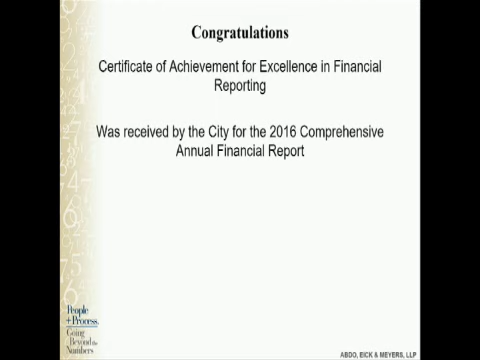 Congratulations
Certificate of Achievement for Excellence in Financial
Reporting
Was received by the City for the 2016 Comprehensive
Annual Financial Report
People
+Process.
Going
Beyond the
Numbers
ABDO, EICK & MEYERS, LLP